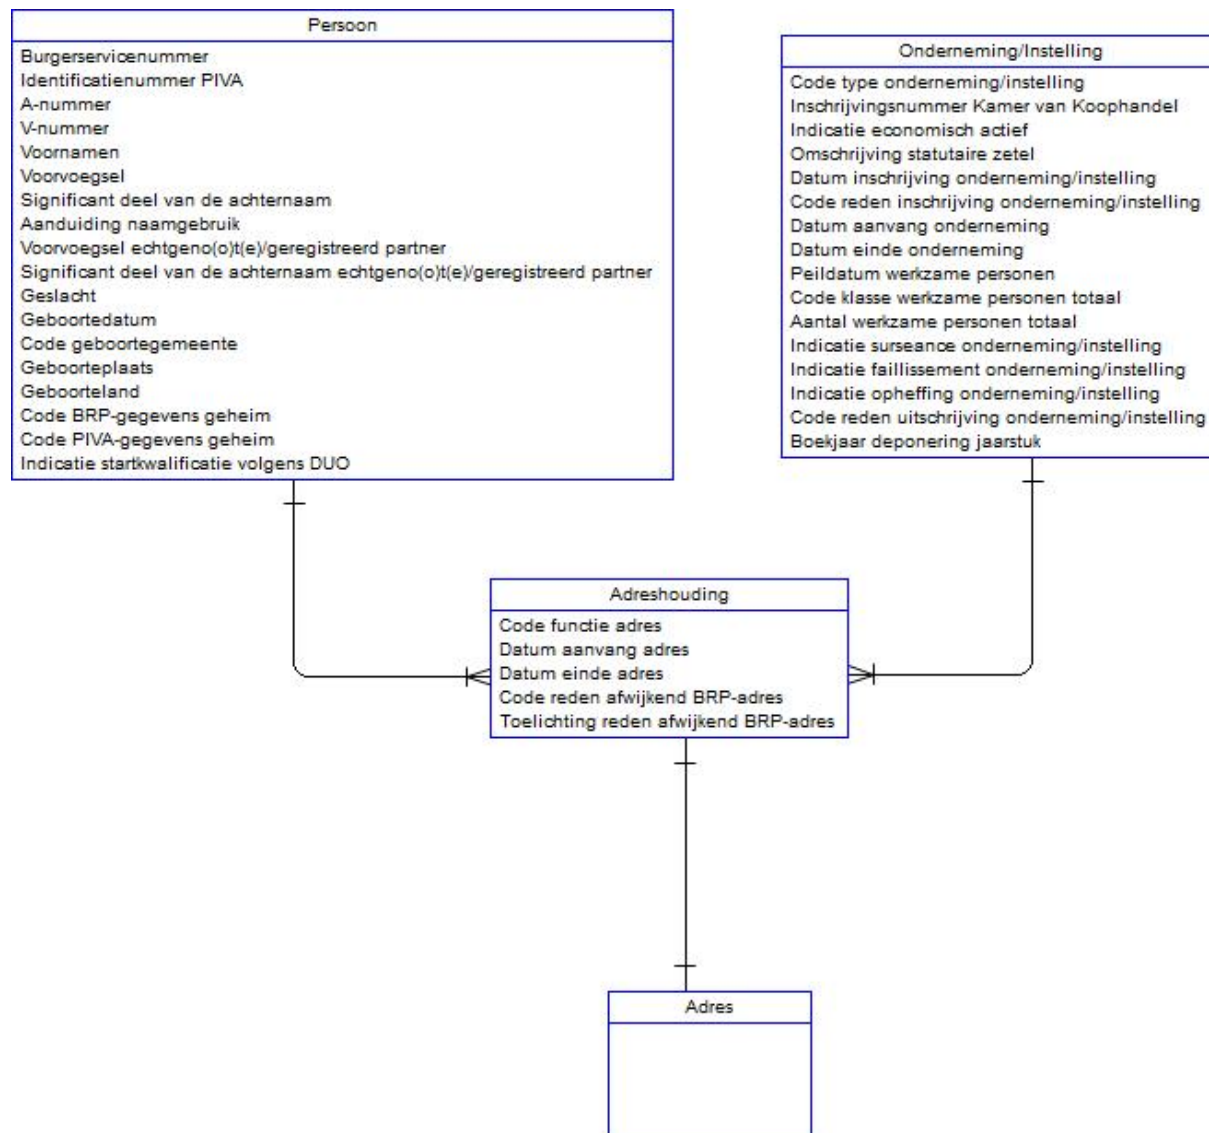 Persoon
Burgerservicenummer
Identificatienummer PIVA
A-nummer
V-nummer
Voornamen
Voorvoegsel
Significant deel van de achternaam
Aanduiding naamgebruik
Voorvoegsel echtgeno(o)t(e)/geregistreerd partner
Significant deel van de achternaam echtgeno(o)t(e)/geregistreerd partner
Geslacht
Geboortedatum
Code geboortegemeente
Geboorteplaats
Geboorteland
Code BRP-gegevens geheim
Code PIVA-gegevens geheim
Indicatie startkwalificatie volgens DUO
Onderneming/Instelling
Code type onderneming/instelling
Inschrijvingsnummer Kamer van Koophandel
Indicatie economisch actief
Omschrijving statutaire zetel
Datum inschrijving onderneming/instelling
Code reden inschrijving onderneming/instelling
Datum aanvang onderneming
Datum einde onderneming
Peildatum werkzame personen
Code klasse werkzame personen totaal
Aantal werkzame personen totaal
Indicatie surseance onderneming/instelling
Indicatie faillissement onderneming/instelling
Indicatie opheffing onderneming/instelling
Code reden uitschrijving onderneming/instelling
Boekjaar deponering jaarstuk
Adreshouding
Code functie adres
Datum aanvang adres
Datum einde adres
Code reden afwijkend BRP-adres
Toelichting reden afwijkend BRP-adres
Adres